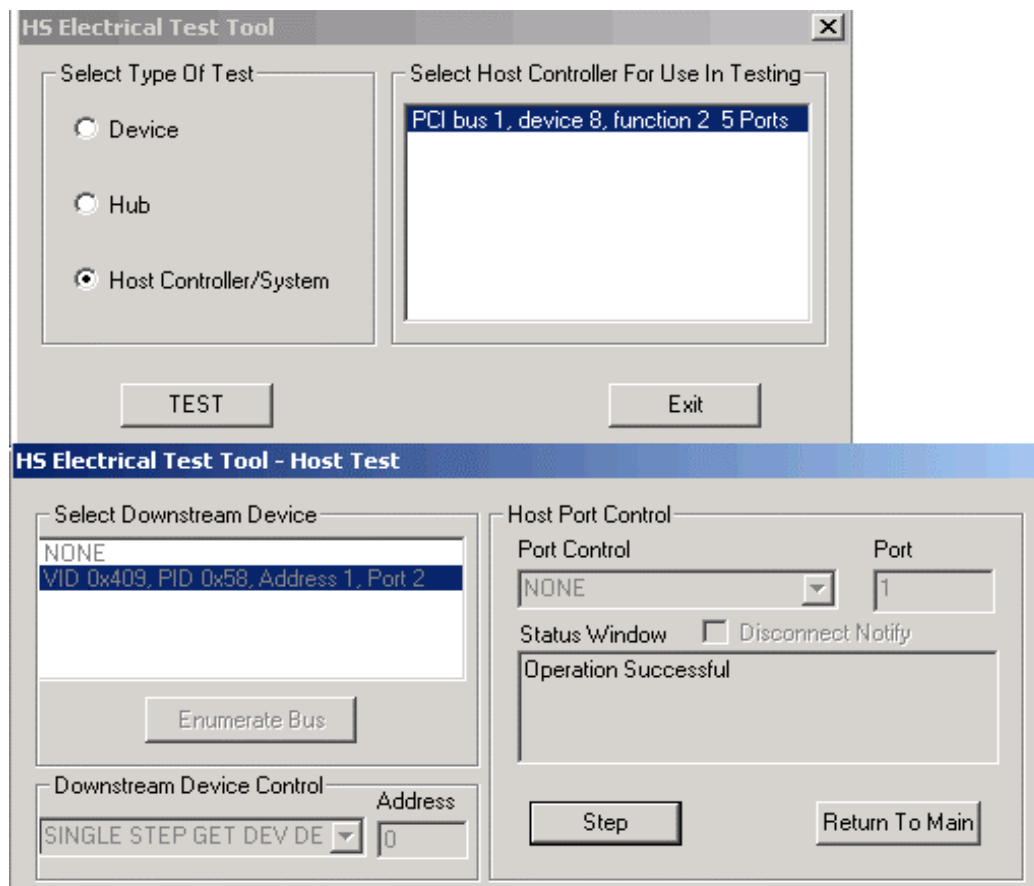 HS Electrical Test Tool
Select Type Of Test
Device
Hub
Host Controller/System
Select Host Controller For Use In Testing
PCI bus 1, device 8, function 2 5 Ports
TEST
Exit
HS Electrical Test Tool - Host Test
Select Downstream Device
NONE
VID 0x409, PID 0x58, Address 1, Port 2
Enumerate Bus
Downstream Device Control
Address
SINGLE STEP GET DEV DE
0
Host Port Control
Port Control
Port
NONE
1
Status Window
Disconnect Notify
Operation Successful
Step
Return To Main